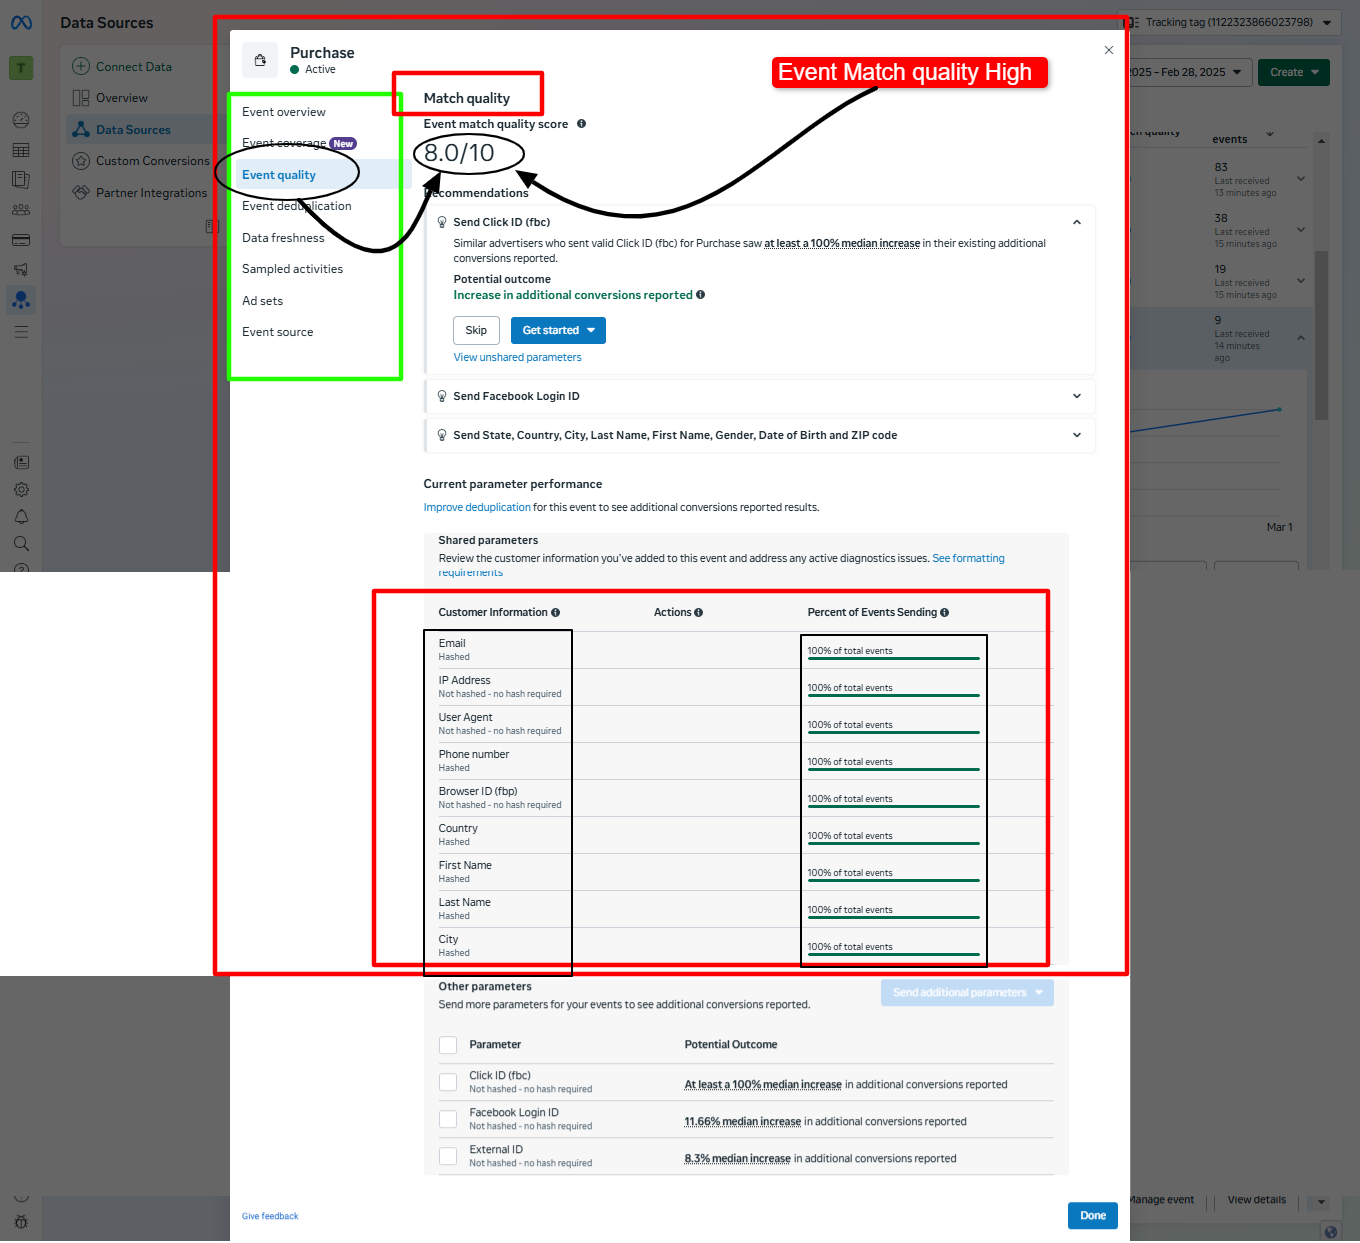 Data Sources
Tracking tag (1122323866023798)
T
Connect Data
Overview
Data Sources
Custom Conversions
Partner Integrations
2025 – Feb 28, 2025
Create
quality
events
83
Last received
13 minutes ago
38
Last received
15 minutes ago
19
Last received
15 minutes ago
9
Last received
14 minutes
ago
Mar 1
Purchase
Active
Event Match quality High
Event overview
Event coverage New
Event quality
Event deduplication
Data freshness
Sampled activities
Ad sets
Event source
Match quality
Event match quality score
8.0/10
Recommendations
Send Click ID (fbc)
Similar advertisers who sent valid Click ID (fbc) for Purchase saw at least a 100% median increase in their existing additional
conversions reported.
Potential outcome
Increase in additional conversions reported
Skip
Get started
View unshared parameters
Send Facebook Login ID
Send State, Country, City, Last Name, First Name, Gender, Date of Birth and ZIP code
Current parameter performance
Improve deduplication for this event to see additional conversions reported results.
Shared parameters
Review the customer information you've added to this event and address any active diagnostics issues. See formatting
requirements
Customer Information Actions Percent of Events Sending
Email
Hashed
100% of total events
IP Address
Not hashed - no hash required
100% of total events
User Agent
Not hashed - no hash required
100% of total events
Phone number
Hashed
100% of total events
Browser ID (fbp)
Not hashed - no hash required
100% of total events
Country
Hashed
100% of total events
First Name
Hashed
100% of total events
Last Name
Hashed
100% of total events
City
Hashed
100% of total events
Other parameters
Send more parameters for your events to see additional conversions reported.
Send additional parameters
Parameter Potential Outcome
Click ID (fbc)
Not hashed - no hash required
At least a 100% median increase in additional conversions reported
Facebook Login ID
Not hashed - no hash required
11.66% median increase in additional conversions reported
External ID
Not hashed - no hash required
8.3% median increase in additional conversions reported
Manage event
View details
Give feedback
Done